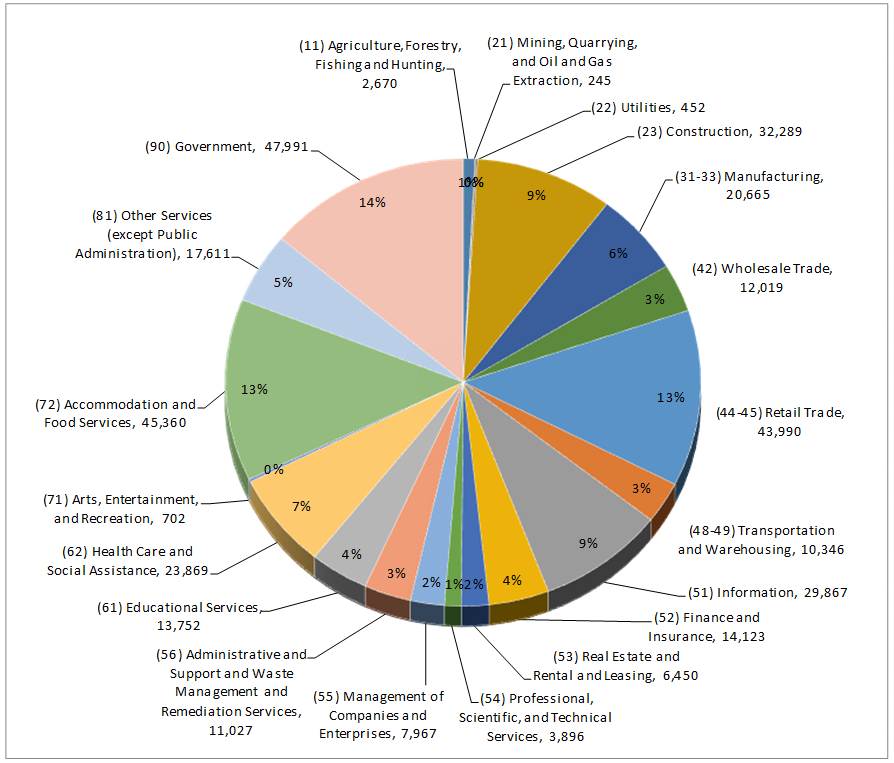 (11) Agriculture, Forestry,
Fishing and Hunting,
2,670
(21) Mining, Quarrying,
and Oil and Gas
Extraction, 245
(22) Utilities, 452
(23) Construction, 32,289
(31-33) Manufacturing,
20,665
(42) Wholesale Trade,
12,019
(44-45) Retail Trade,
43,990
(48-49) Transportation
and Warehousing, 10,346
(51) Information, 29,867
(52) Finance and
Insurance, 14,123
(53) Real Estate and
Rental and Leasing, 6,450
(54) Professional,
Scientific, and Technical
Services, 3,896
(55) Management of
Companies and
Enterprises, 7,967
(56) Administrative and
Support and Waste
Management and
Remediation Services,
11,027
(61) Educational Services,
13,752
(62) Health Care and
Social Assistance, 23,869
(71) Arts, Entertainment,
and Recreation, 702
(72) Accommodation and
Food Services, 45,360
(81) Other Services
(except Public
Administration), 17,611
(90) Government, 47,991
1%
0%
0%
9%
6%
3%
13%
3%
9%
4%
2%
1%
2%
3%
4%
7%
0%
13%
5%
14%